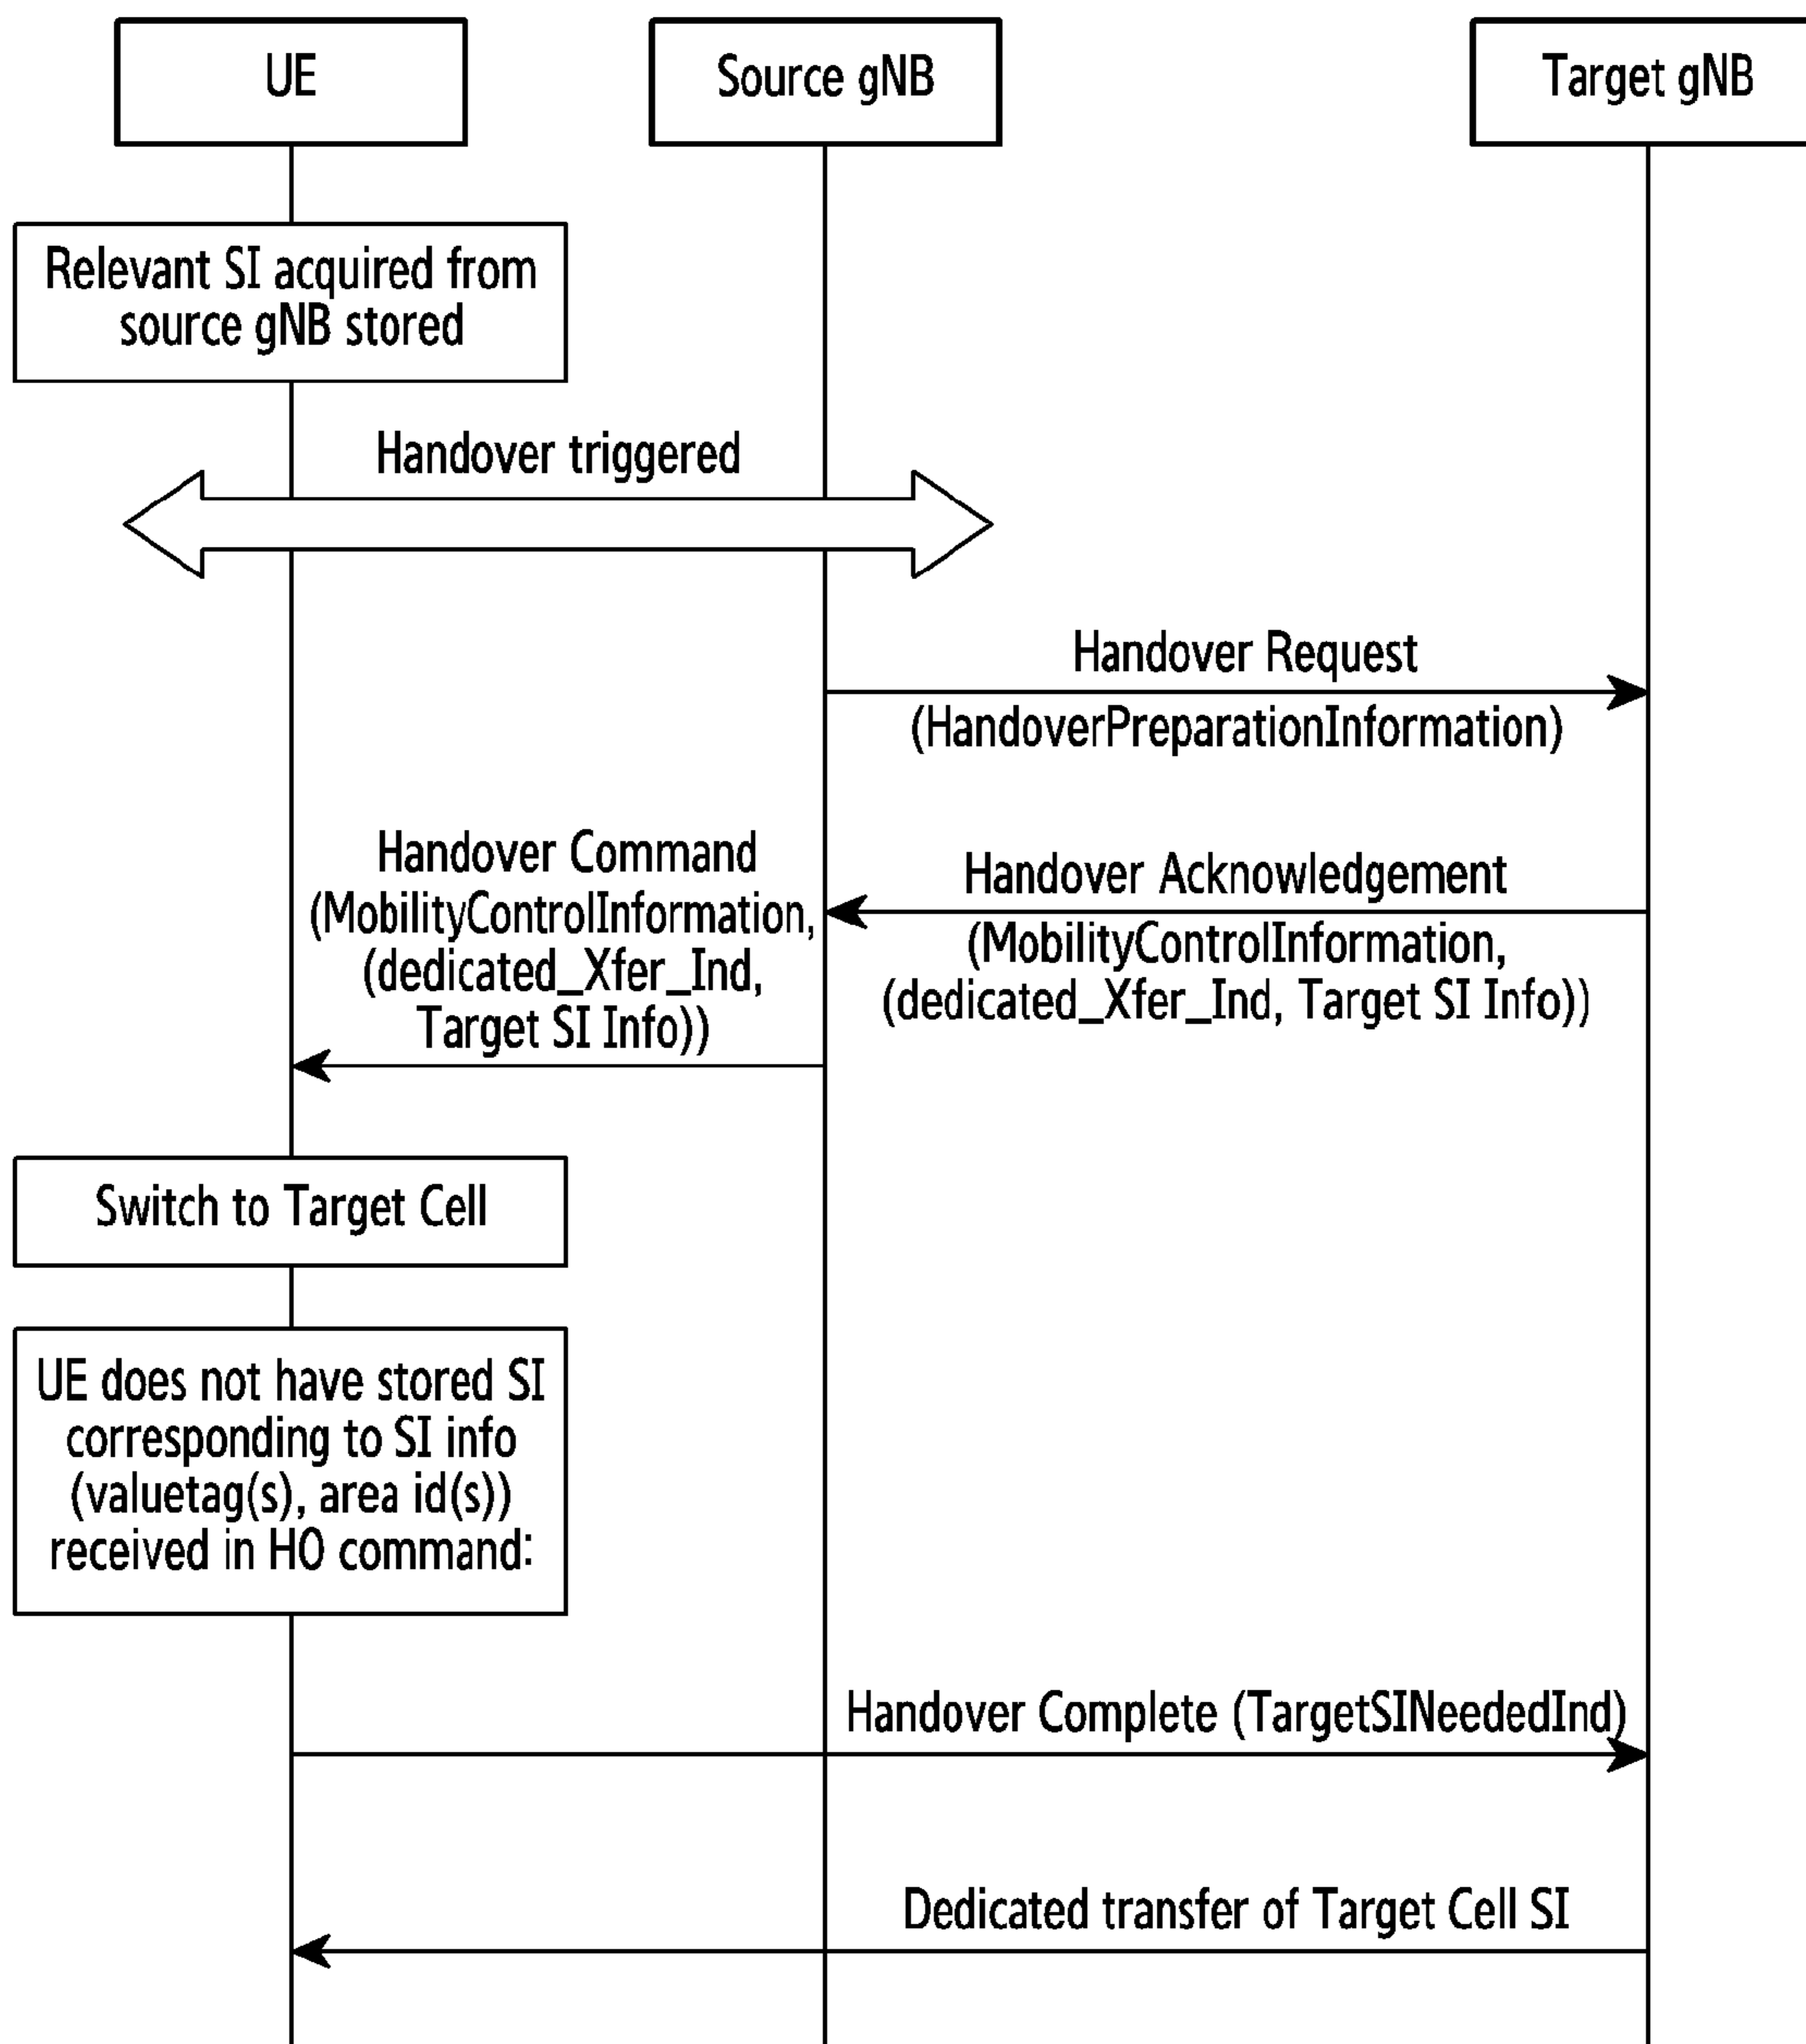 UE
Source gNB
Target gNB
Relevant SI acquired from
source gNB stored
Handover triggered
Handover Request
(HandoverPreparationInformation)
Handover Command
(MobilityControlInformation,
(dedicated_Xfer_Ind,
Target SI Info))
Handover Acknowledgement
(MobilityControlInformation,
(dedicated_Xfer_Ind, Target SI Info))
Switch to Target Cell
UE does not have stored SI
corresponding to SI info
(valuetag(s), area id(s))
received in HO command:
Handover Complete (TargetSINeededInd)
Dedicated transfer of Target Cell SI